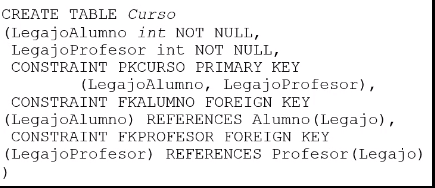 CREATE TABLE Curso
(LegajoAlumno int NOT NULL,
LegajoProfesor int NOT NULL,
CONSTRAINT PKCURSO PRIMARY KEY
(LegajoAlumno, LegajoProfesor),
CONSTRAINT FKALUMNO FOREIGN KEY
(LegajoAlumno) REFERENCES Alumno(Legajo),
CONSTRAINT FKPROFESOR FOREIGN KEY
(LegajoProfesor) REFERENCES Profesor(Legajo)
)